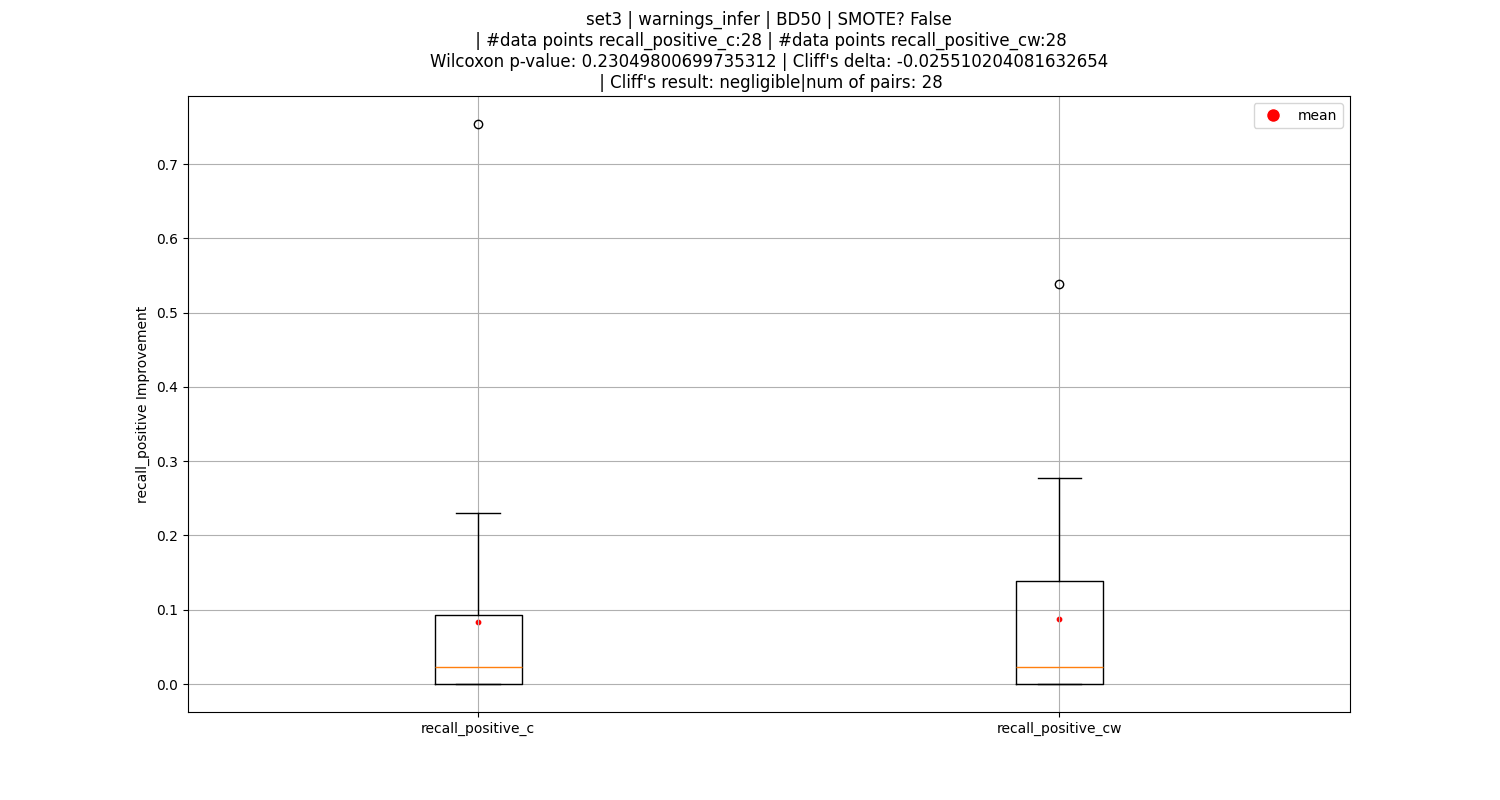 set3 | warnings_infer | BD50 | SMOTE? False
| #data points recall_positive_c:28 | #data points recall_positive_cw:28
Wilcoxon p-value: 0.23049800699735312 | Cliff's delta: -0.025510204081632654
| Cliff's result: negligible|num of pairs: 28
mean
0.7
0.6
0.5
0.4
0.3
0.2
0.1
0.0
recall_positive Improvement
recall_positive_c
recall_positive_cw